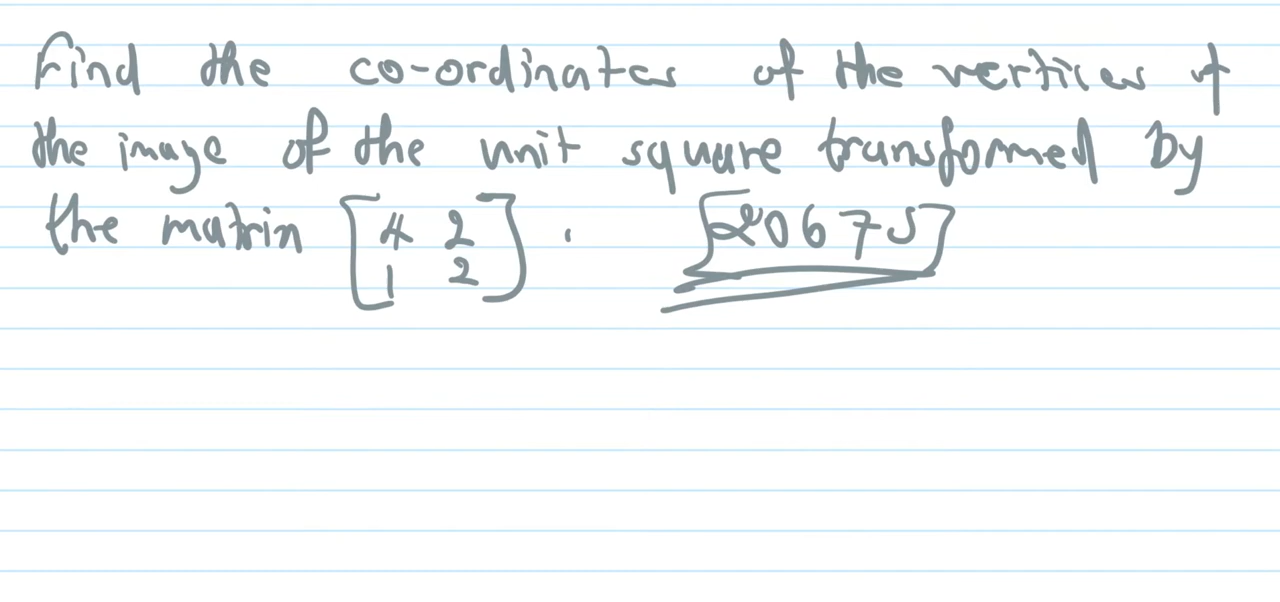 Find the co-ordinates of the vertices of
the image of the unit square transformed by
the matrix [4 2
1 2] . [2067S]